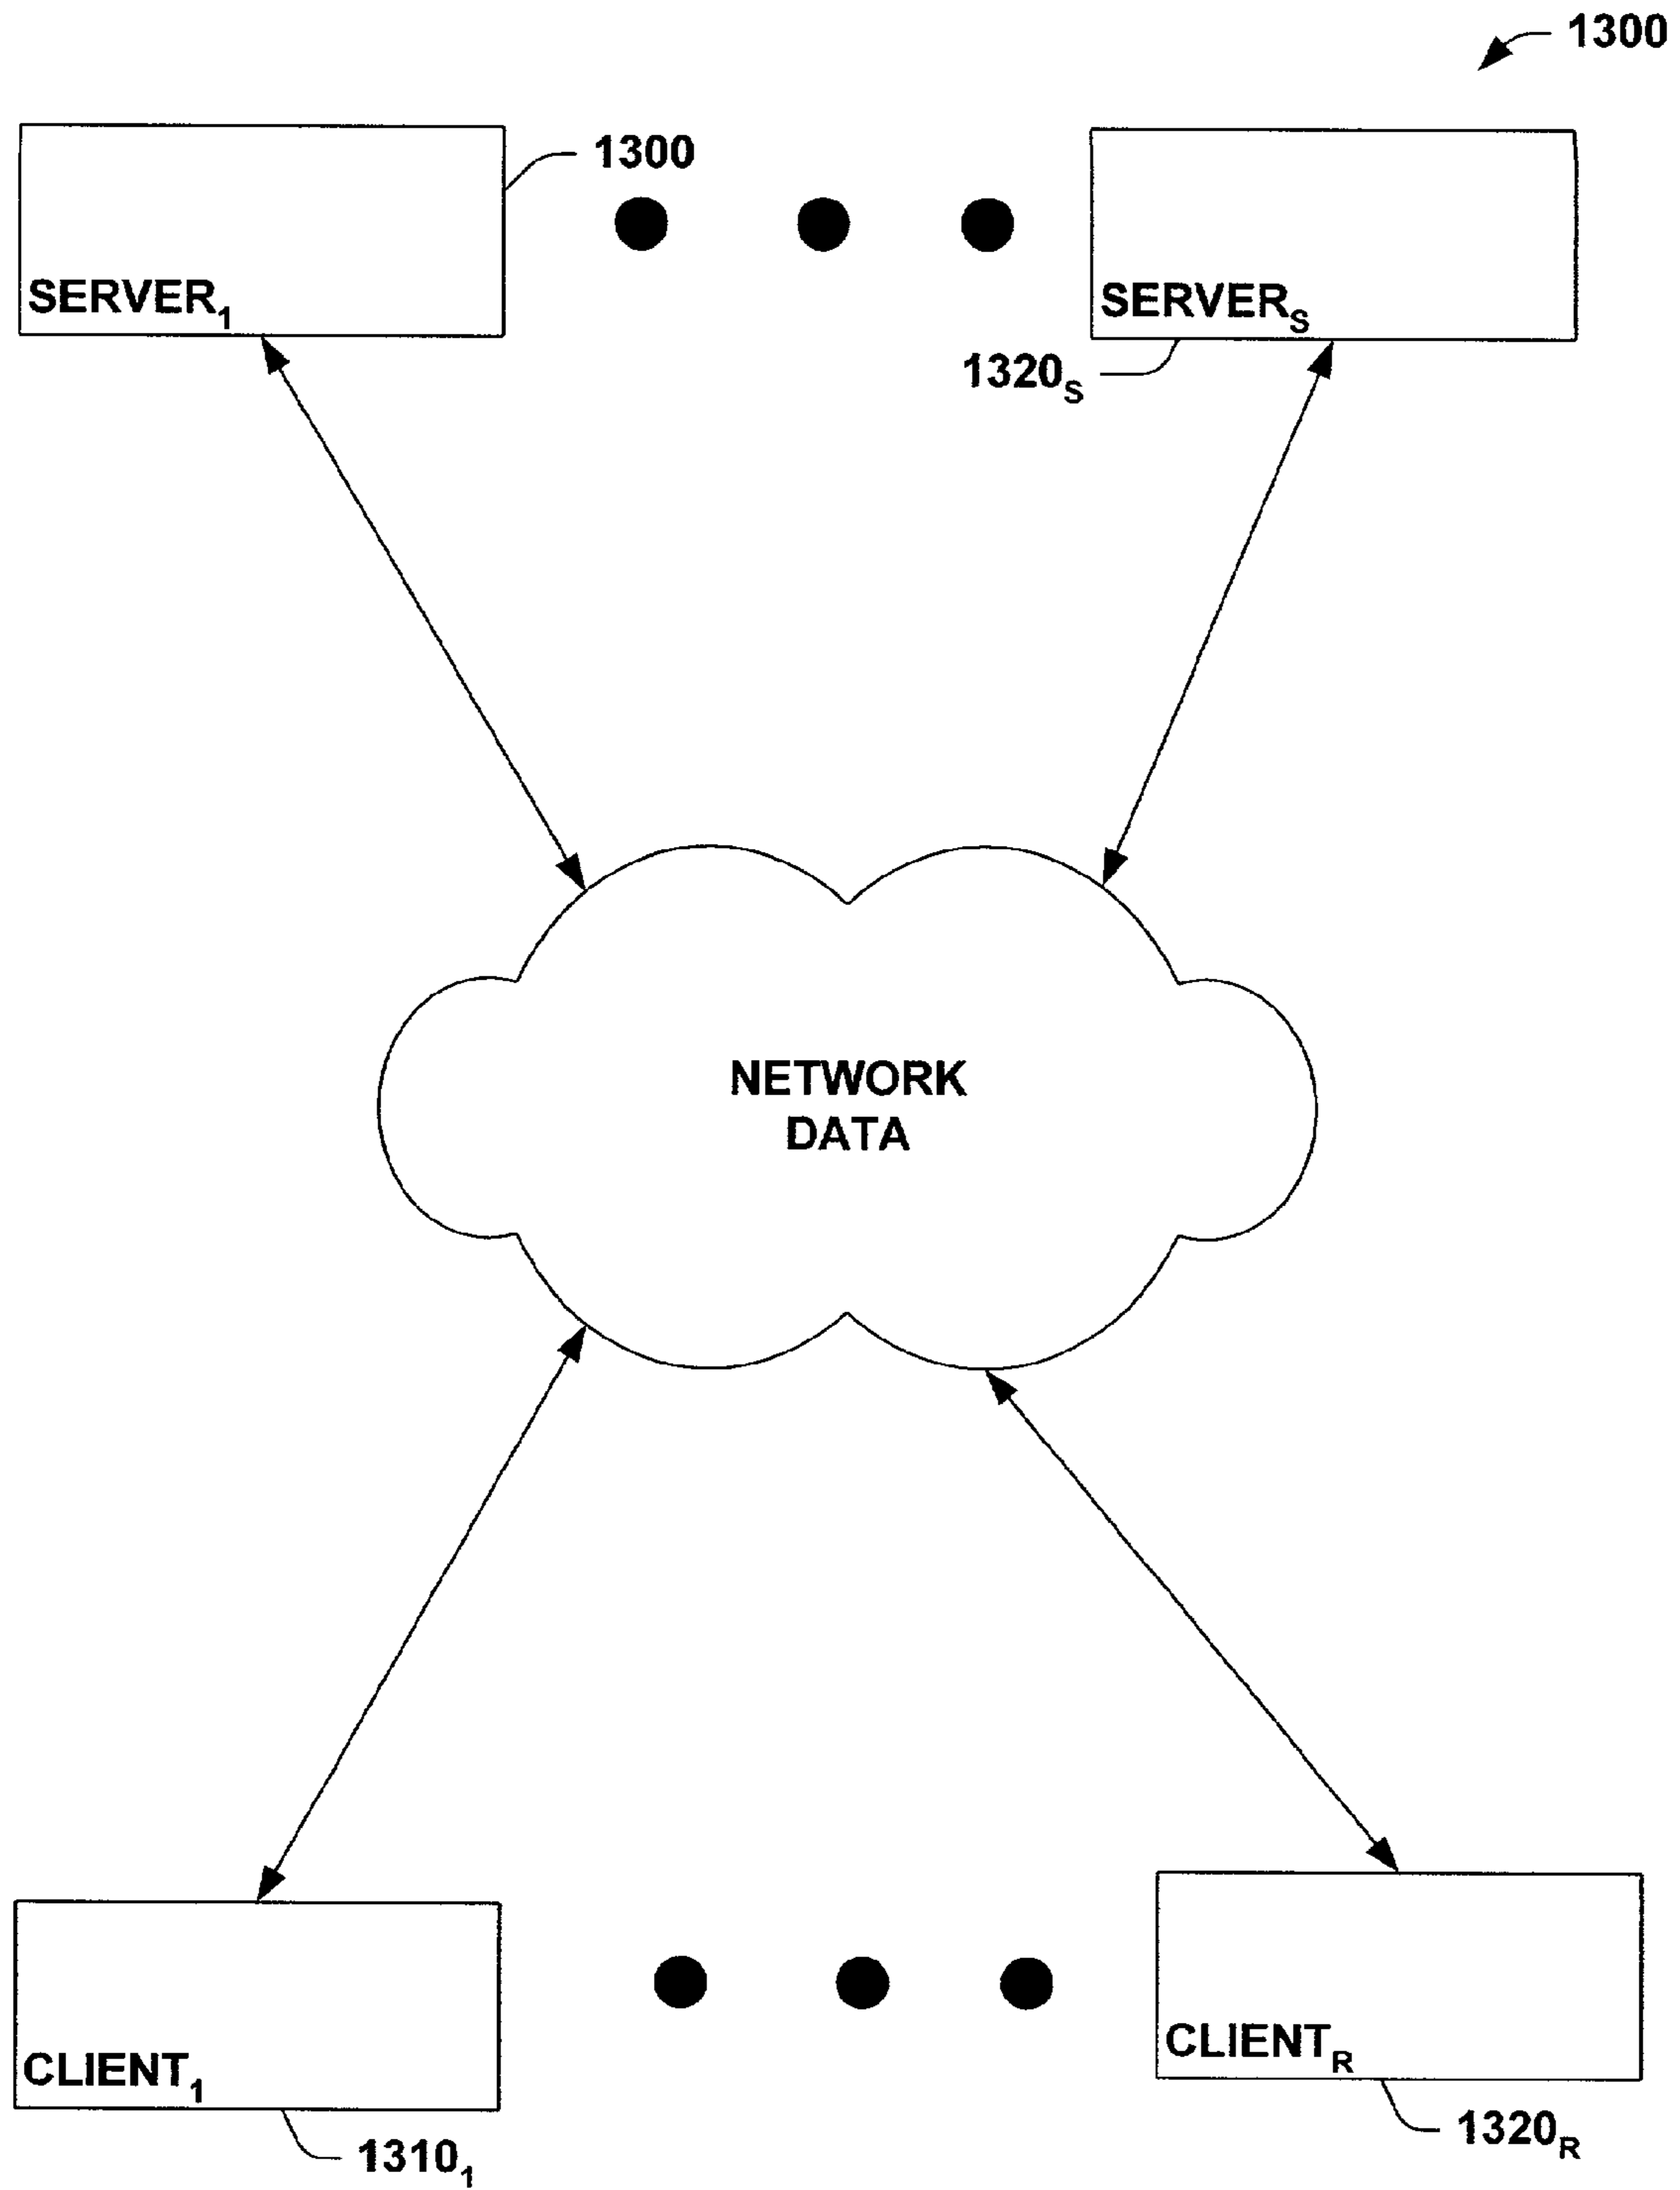 1300
1300
SERVER1
SERVERS
1320S
NETWORK
DATA
CLIENT1
CLIENTR
13101
1320R